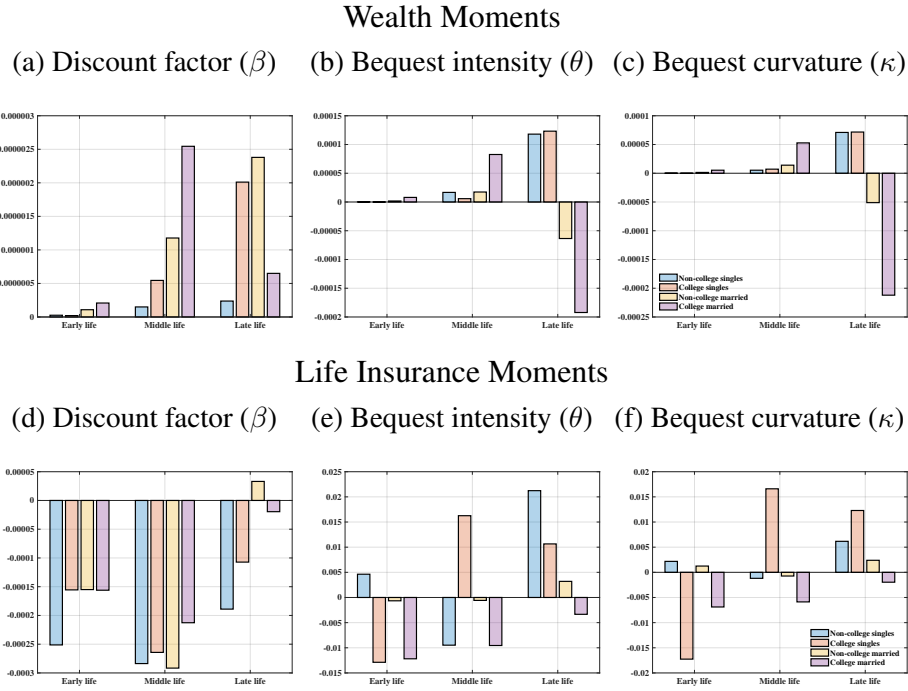 Wealth Moments
(a) Discount factor (β)
(b) Bequest intensity (θ)
(c) Bequest curvature (κ)
0.000003
0.0000025
0.000002
0.0000015
0.000001
0.0000005
0
Early life
Middle life
Late life
0.00015
0.0001
0.00005
0
-0.00005
-0.0001
-0.00015
-0.0002
Early life
Middle life
Late life
0.0001
0.00005
0
-0.00005
-0.0001
-0.00015
-0.0002
-0.00025
Non-college singles
College singles
Non-college married
College married
Early life
Middle life
Late life
Life Insurance Moments
(d) Discount factor (β)
(e) Bequest intensity (θ)
(f) Bequest curvature (κ)
0.00005
0
-0.00005
-0.0001
-0.00015
-0.0002
-0.00025
-0.0003
Early life
Middle life
Late life
0.025
0.02
0.015
0.01
0.005
0
-0.005
-0.01
-0.015
Early life
Middle life
Late life
0.02
0.015
0.01
0.005
0
-0.005
-0.01
-0.015
-0.02
Non-college singles
College singles
Non-college married
College married
Early life
Middle life
Late life